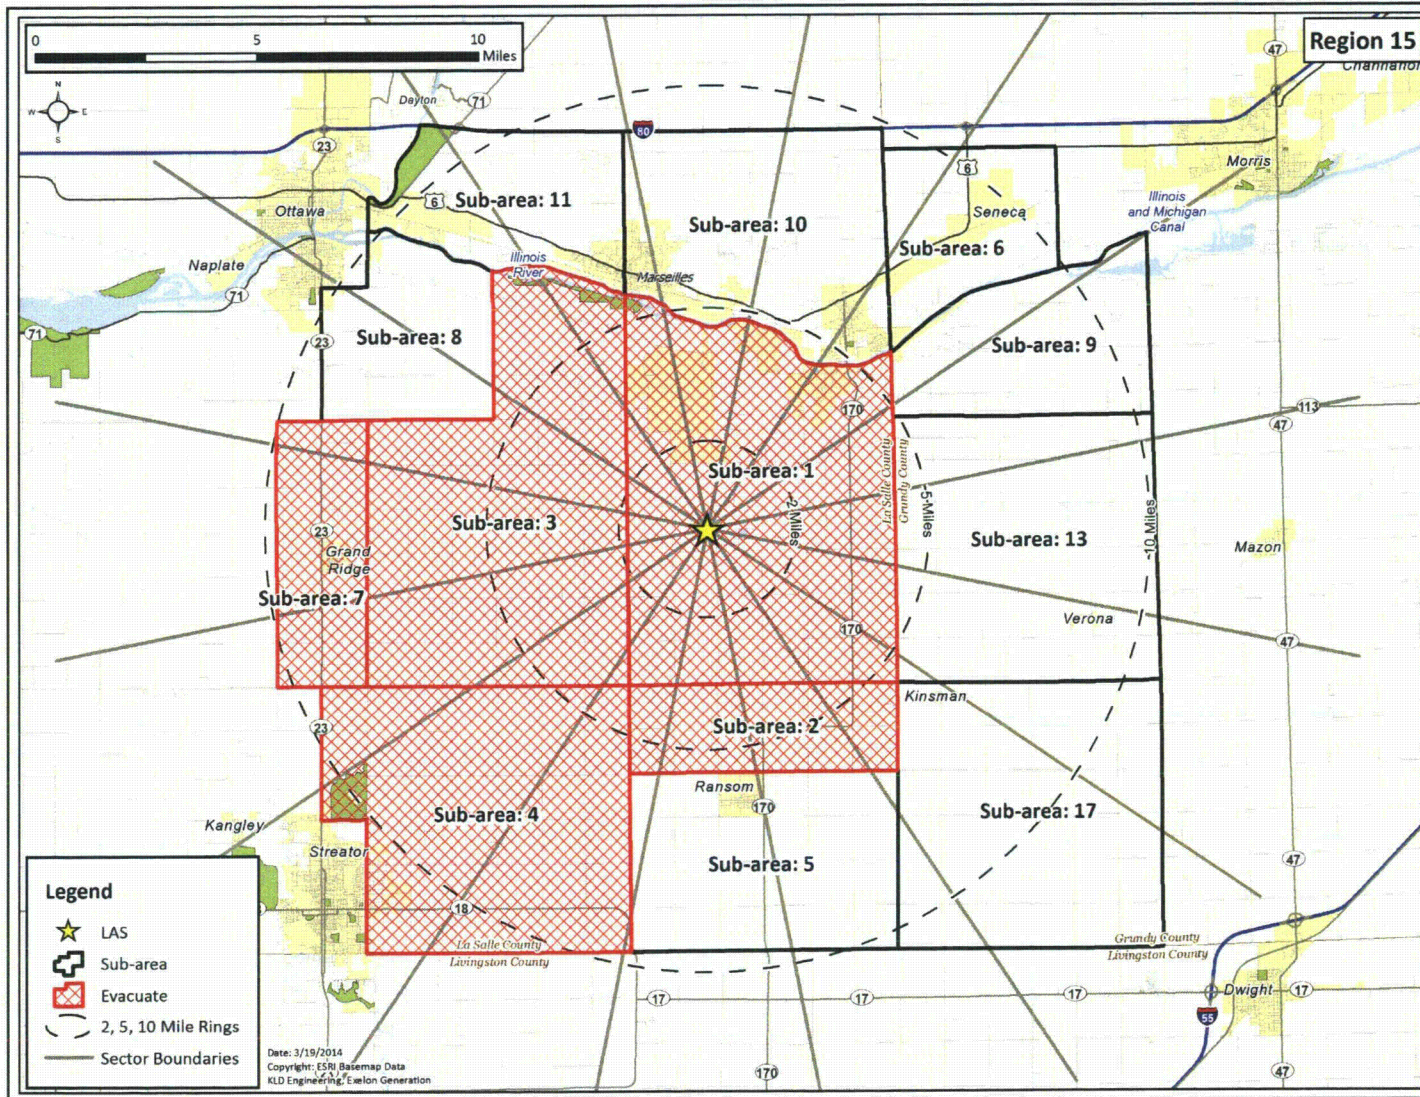 0 5 10
Miles
Region 15
N
W E
S
Dayton
71
80
47
23
6
Sub-area: 11
6
Morris
Ottawa
Sub-area: 10
Seneca
Illinois
and Michigan
Canal
Sub-area: 6
Naplate
Illinois
River
Marseilles
71
71
23
Sub-area: 8
Sub-area: 9
170
113
47
La Salle County
Grundy County
Sub-area: 1
2 Miles
5 Miles
10 Miles
23
Sub-area: 3
Sub-area: 13
Grand
Ridge
Mazon
Sub-area: 7
Verona
170
47
Kinsman
23
Sub-area: 2
Ransom
170
Sub-area: 4
Sub-area: 17
Kangley
Streator
Sub-area: 5
47
18
La Salle County
Livingston County
Grundy County
Livingston County
17
17
17
Dwight
17
55
170
47
Legend
LAS
Sub-area
Evacuate
2, 5, 10 Mile Rings
Sector Boundaries
Date: 3/19/2014
Copyright: ESRI Basemap Data
KLD Engineering, Exelon Generation